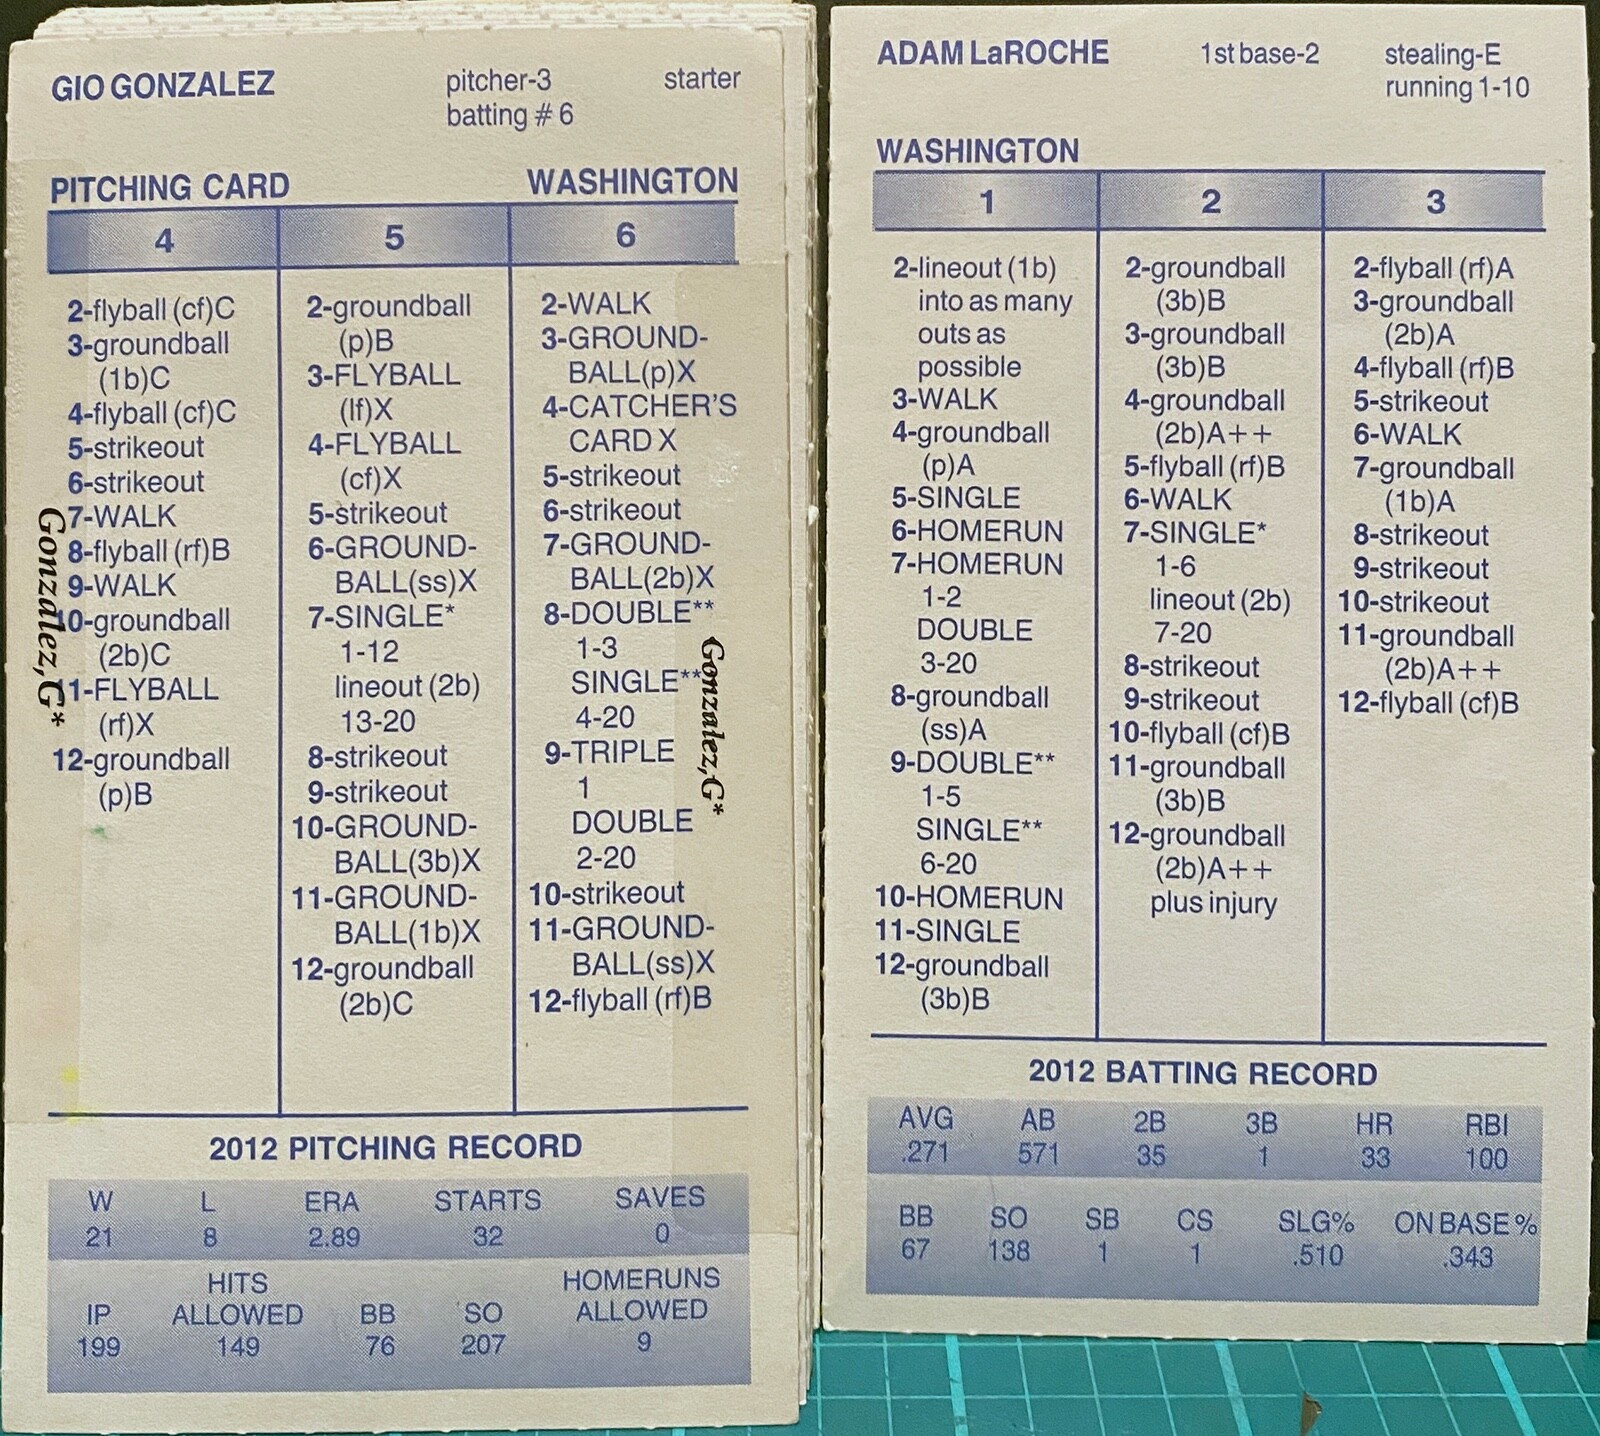 GIO GONZALEZ pitcher-3 starter
batting # 6
PITCHING CARD WASHINGTON
4 5 6
2-flyball (cf)C
3-groundball
(1b)C
4-flyball (cf)C
5-strikeout
6-strikeout
7-WALK
8-flyball (rf)B
9-WALK
10-groundball
(2b)C
11-FLYBALL
(rf)X
12-groundball
(p)B
2-groundball
(p)B
3-FLYBALL
(lf)X
4-FLYBALL
(cf)X
5-strikeout
6-GROUND-
BALL(ss)X
7-SINGLE*
1-12
lineout (2b)
13-20
8-strikeout
9-strikeout
10-GROUND-
BALL(3b)X
11-GROUND-
BALL(1b)X
12-groundball
(2b)C
2-WALK
3-GROUND-
BALL(p)X
4-CATCHER'S
CARD X
5-strikeout
6-strikeout
7-GROUND-
BALL(2b)X
8-DOUBLE**
1-3
SINGLE**
4-20
9-TRIPLE
1
DOUBLE
2-20
10-strikeout
11-GROUND-
BALL(ss)X
12-flyball (rf)B
Gonzalez,G*
Gonzalez,G*
2012 PITCHING RECORD
W L ERA STARTS SAVES
21 8 2.89 32 0
HITS HOMERUNS
IP ALLOWED BB SO ALLOWED
199 149 76 207 9
ADAM LaROCHE 1st base-2 stealing-E
running 1-10
WASHINGTON
1 2 3
2-lineout (1b)
into as many
outs as
possible
3-WALK
4-groundball
(p)A
5-SINGLE
6-HOMERUN
7-HOMERUN
1-2
DOUBLE
3-20
8-groundball
(ss)A
9-DOUBLE**
1-5
SINGLE**
6-20
10-HOMERUN
11-SINGLE
12-groundball
(3b)B
2-groundball
(3b)B
3-groundball
(3b)B
4-groundball
(2b)A++
5-flyball (rf)B
6-WALK
7-SINGLE*
1-6
lineout (2b)
7-20
8-strikeout
9-strikeout
10-flyball (cf)B
11-groundball
(3b)B
12-groundball
(2b)A++
plus injury
2-flyball (rf)A
3-groundball
(2b)A
4-flyball (rf)B
5-strikeout
6-WALK
7-groundball
(1b)A
8-strikeout
9-strikeout
10-strikeout
11-groundball
(2b)A++
12-flyball (cf)B
2012 BATTING RECORD
AVG AB 2B 3B HR RBI
.271 571 35 1 33 100
BB SO SB CS SLG% ON BASE %
67 138 1 1 .510 .343